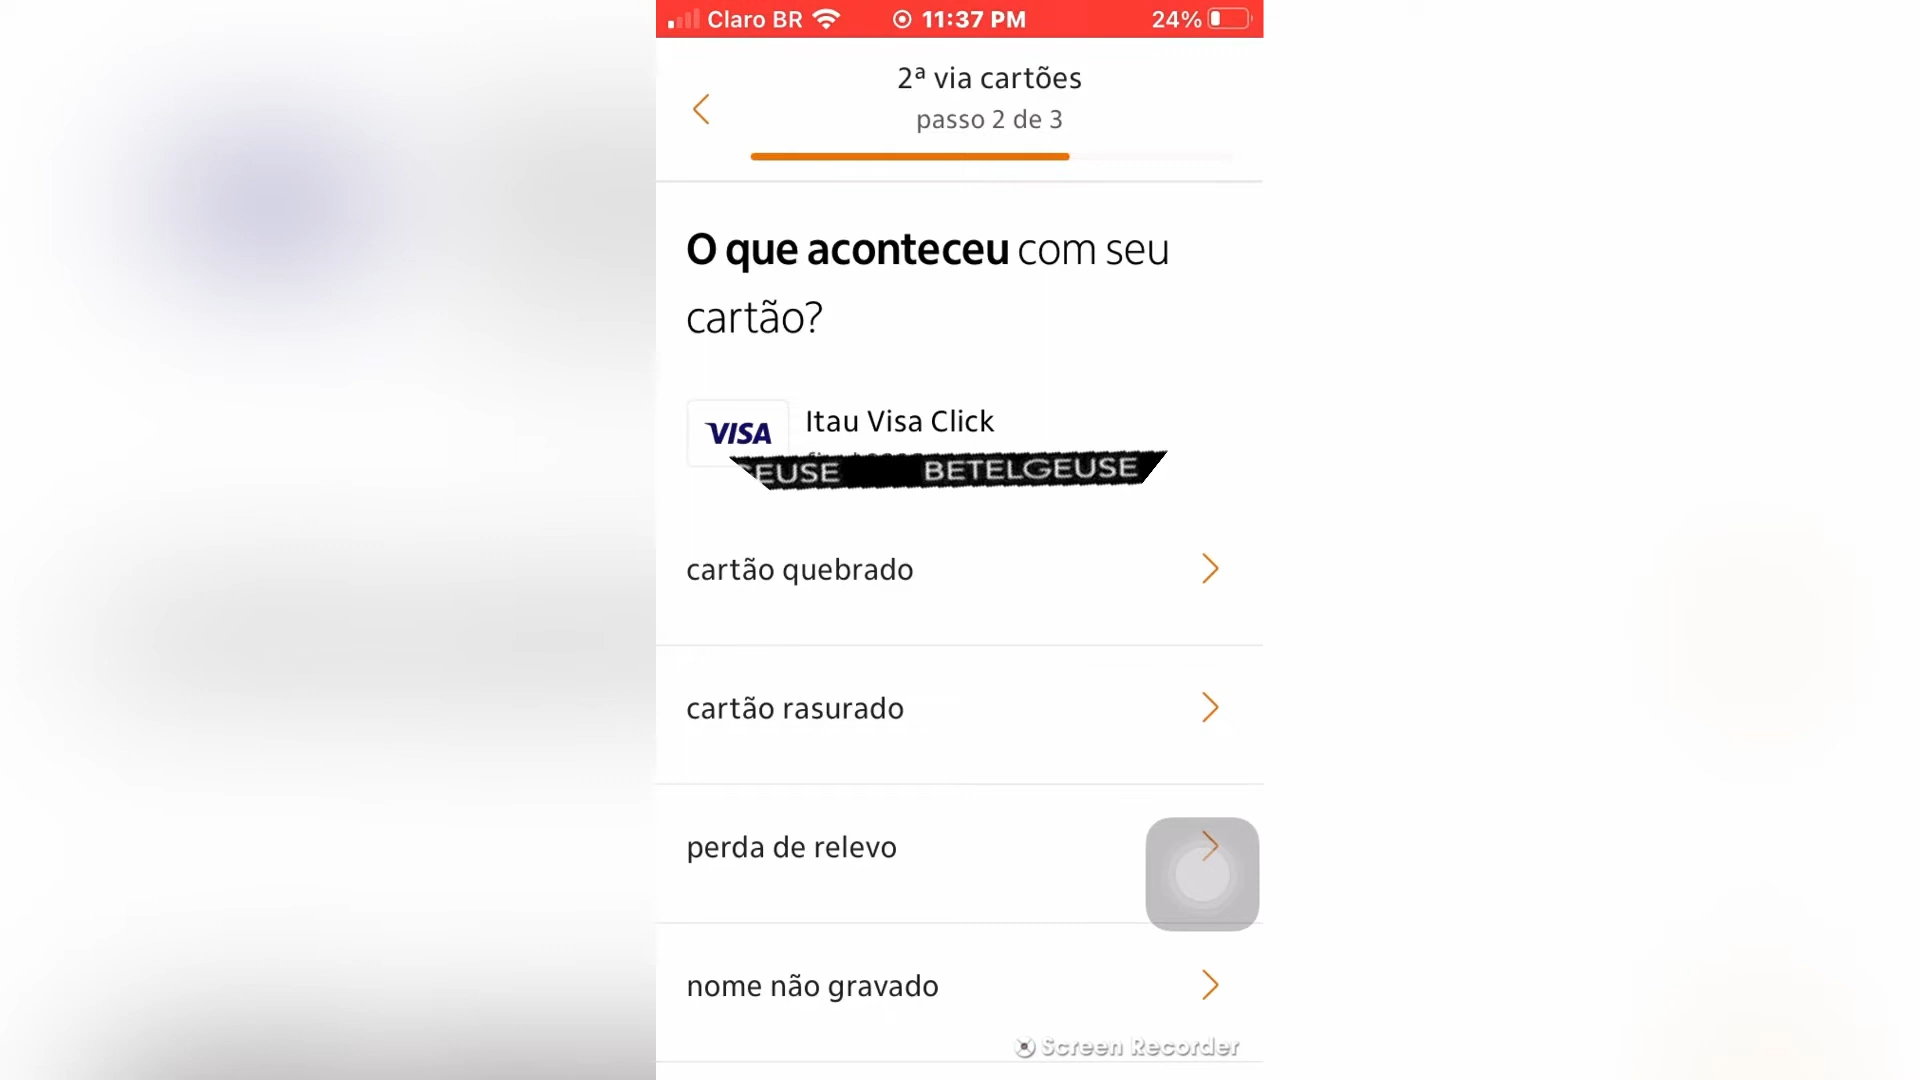 Claro BR 11:37 PM 24%
2ª via cartões
passo 2 de 3
O que aconteceu com seu
cartão?
VISA
Itau Visa Click
GEUSE BETELGEUSE
cartão quebrado
cartão rasurado
perda de relevo
nome não gravado
Screen Recorder